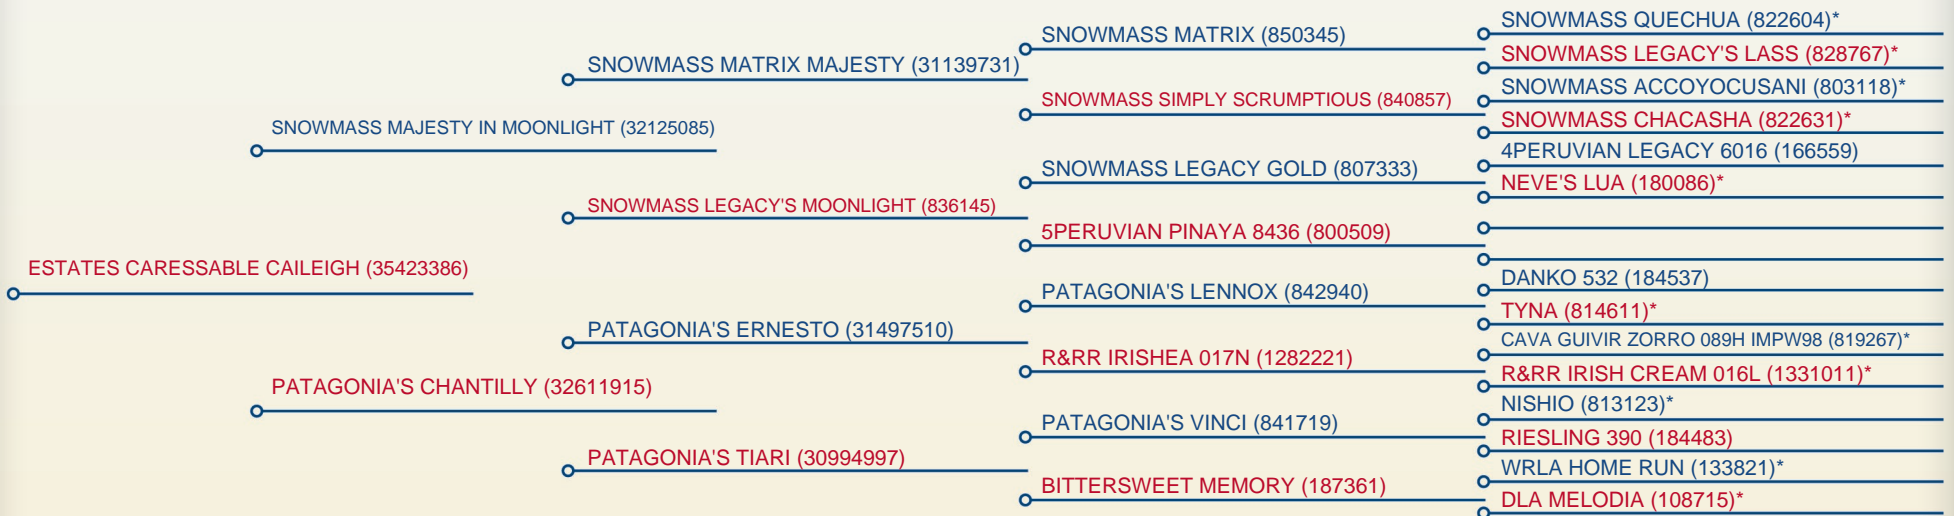 SNOWMASS QUECHUA (822604)*
SNOWMASS MATRIX (850345)
SNOWMASS LEGACY'S LASS (828767)*
SNOWMASS MATRIX MAJESTY (31139731)
SNOWMASS ACCOYOCUSANI (803118)*
SNOWMASS SIMPLY SCRUMPTIOUS (840857)
SNOWMASS CHACASHA (822631)*
SNOWMASS MAJESTY IN MOONLIGHT (32125085)
4PERUVIAN LEGACY 6016 (166559)
SNOWMASS LEGACY GOLD (807333)
NEVE'S LUA (180086)*
SNOWMASS LEGACY'S MOONLIGHT (836145)
5PERUVIAN PINAYA 8436 (800509)
ESTATES CARESSABLE CAILEIGH (35423386)
DANKO 532 (184537)
PATAGONIA'S LENNOX (842940)
TYNA (814611)*
PATAGONIA'S ERNESTO (31497510)
CAVA GUIVIR ZORRO 089H IMPW98 (819267)*
R&RR IRISHEA 017N (1282221)
R&RR IRISH CREAM 016L (1331011)*
PATAGONIA'S CHANTILLY (32611915)
NISHIO (813123)*
PATAGONIA'S VINCI (841719)
RIESLING 390 (184483)
PATAGONIA'S TIARI (30994997)
WRLA HOME RUN (133821)*
BITTERSWEET MEMORY (187361)
DLA MELODIA (108715)*